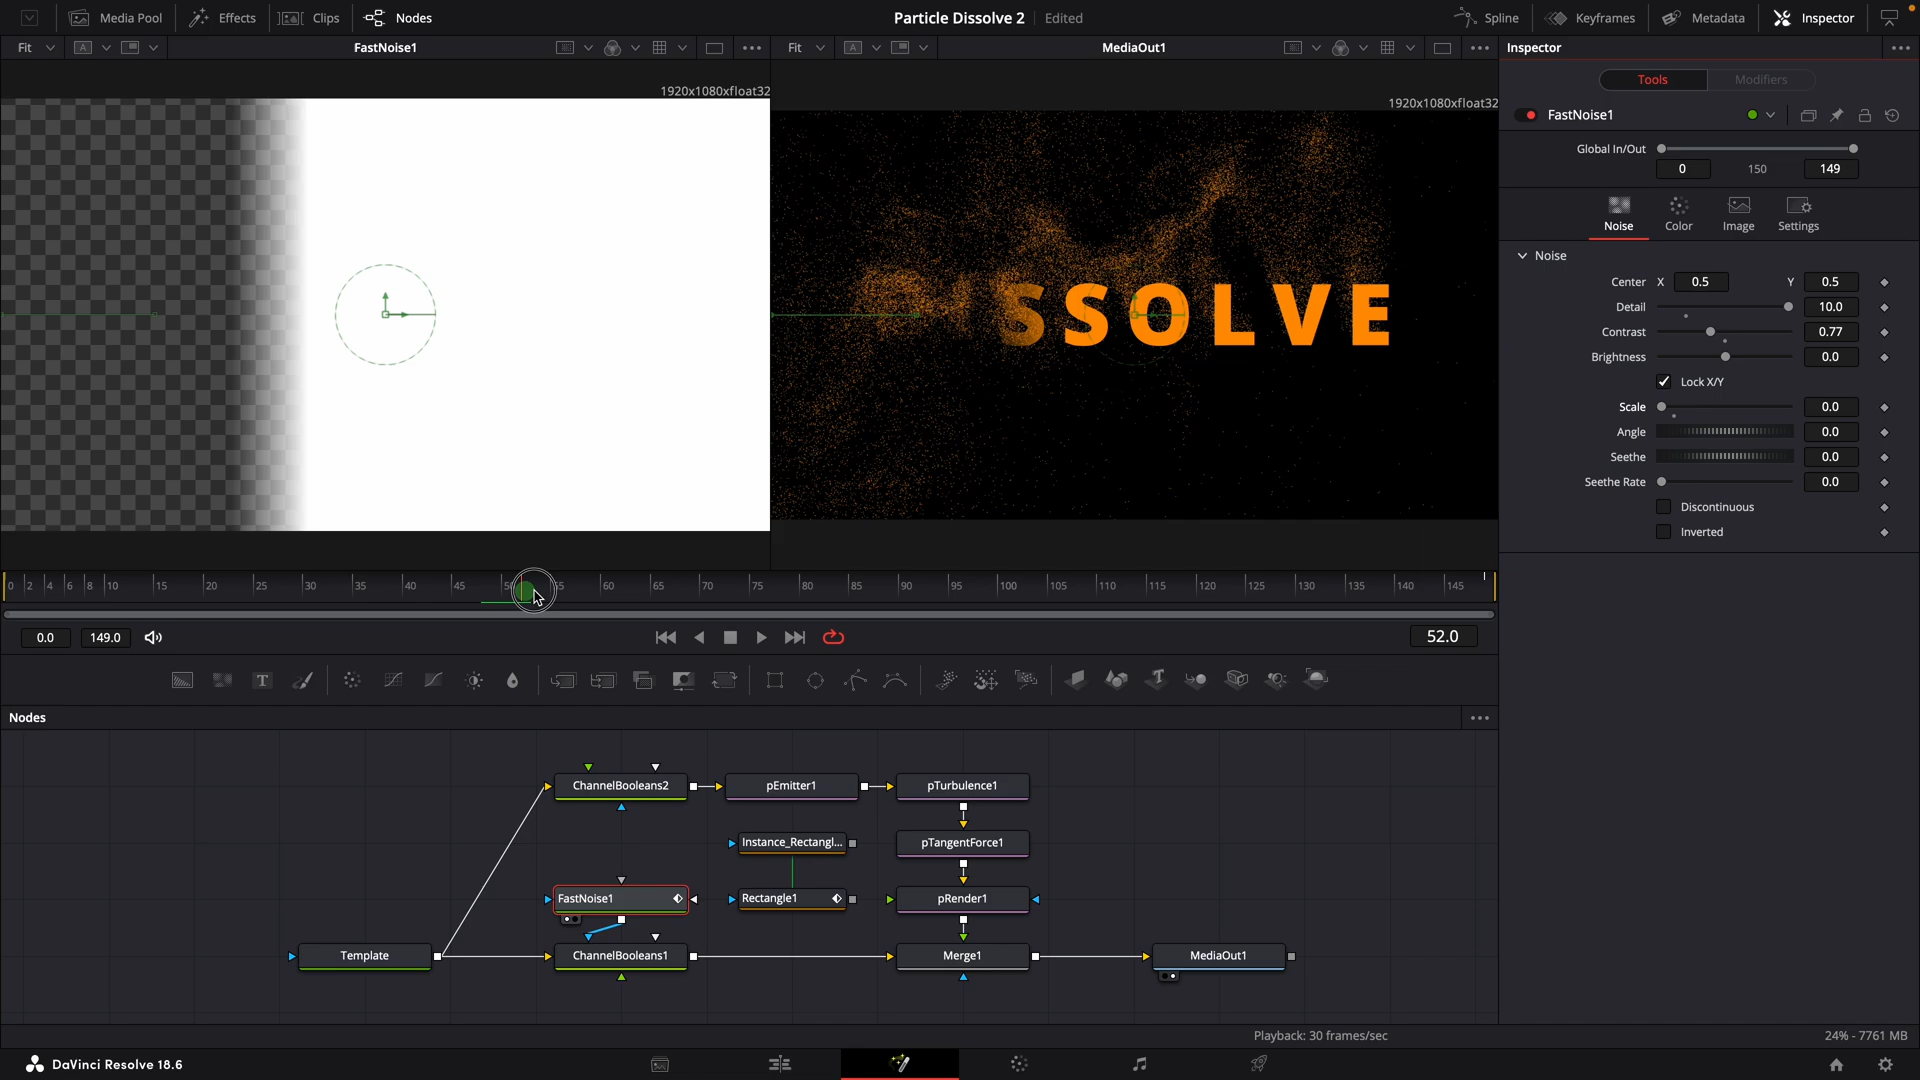 Media Pool
Effects
Clips
Nodes
Particle Dissolve 2
Edited
Spline
Keyframes
Metadata
Inspector
Fit
A
FastNoise1
Fit
A
MediaOut1
Inspector
1920x1080xfloat32
1920x1080xfloat32
SSOLVE
Tools
Modifiers
FastNoise1
Global In/Out
0
150
149
Noise
Color
Image
Settings
Noise
Center X 0.5 Y 0.5
Detail 10.0
Contrast 0.77
Brightness 0.0
Lock X/Y
Scale 0.0
Angle 0.0
Seethe 0.0
Seethe Rate 0.0
Discontinuous
Inverted
0 2 4 6 8 10 15 20 25 30 35 40 45 50 55 60 65 70 75 80 85 90 95 100 105 110 115 120 125 130 135 140 145
0.0
149.0
52.0
T
T
Nodes
ChannelBooleans2
pEmitter1
pTurbulence1
Instance_Rectangl...
pTangentForce1
FastNoise1
Rectangle1
pRender1
Template
ChannelBooleans1
Merge1
MediaOut1
Playback: 30 frames/sec
24% - 7761 MB
DaVinci Resolve 18.6